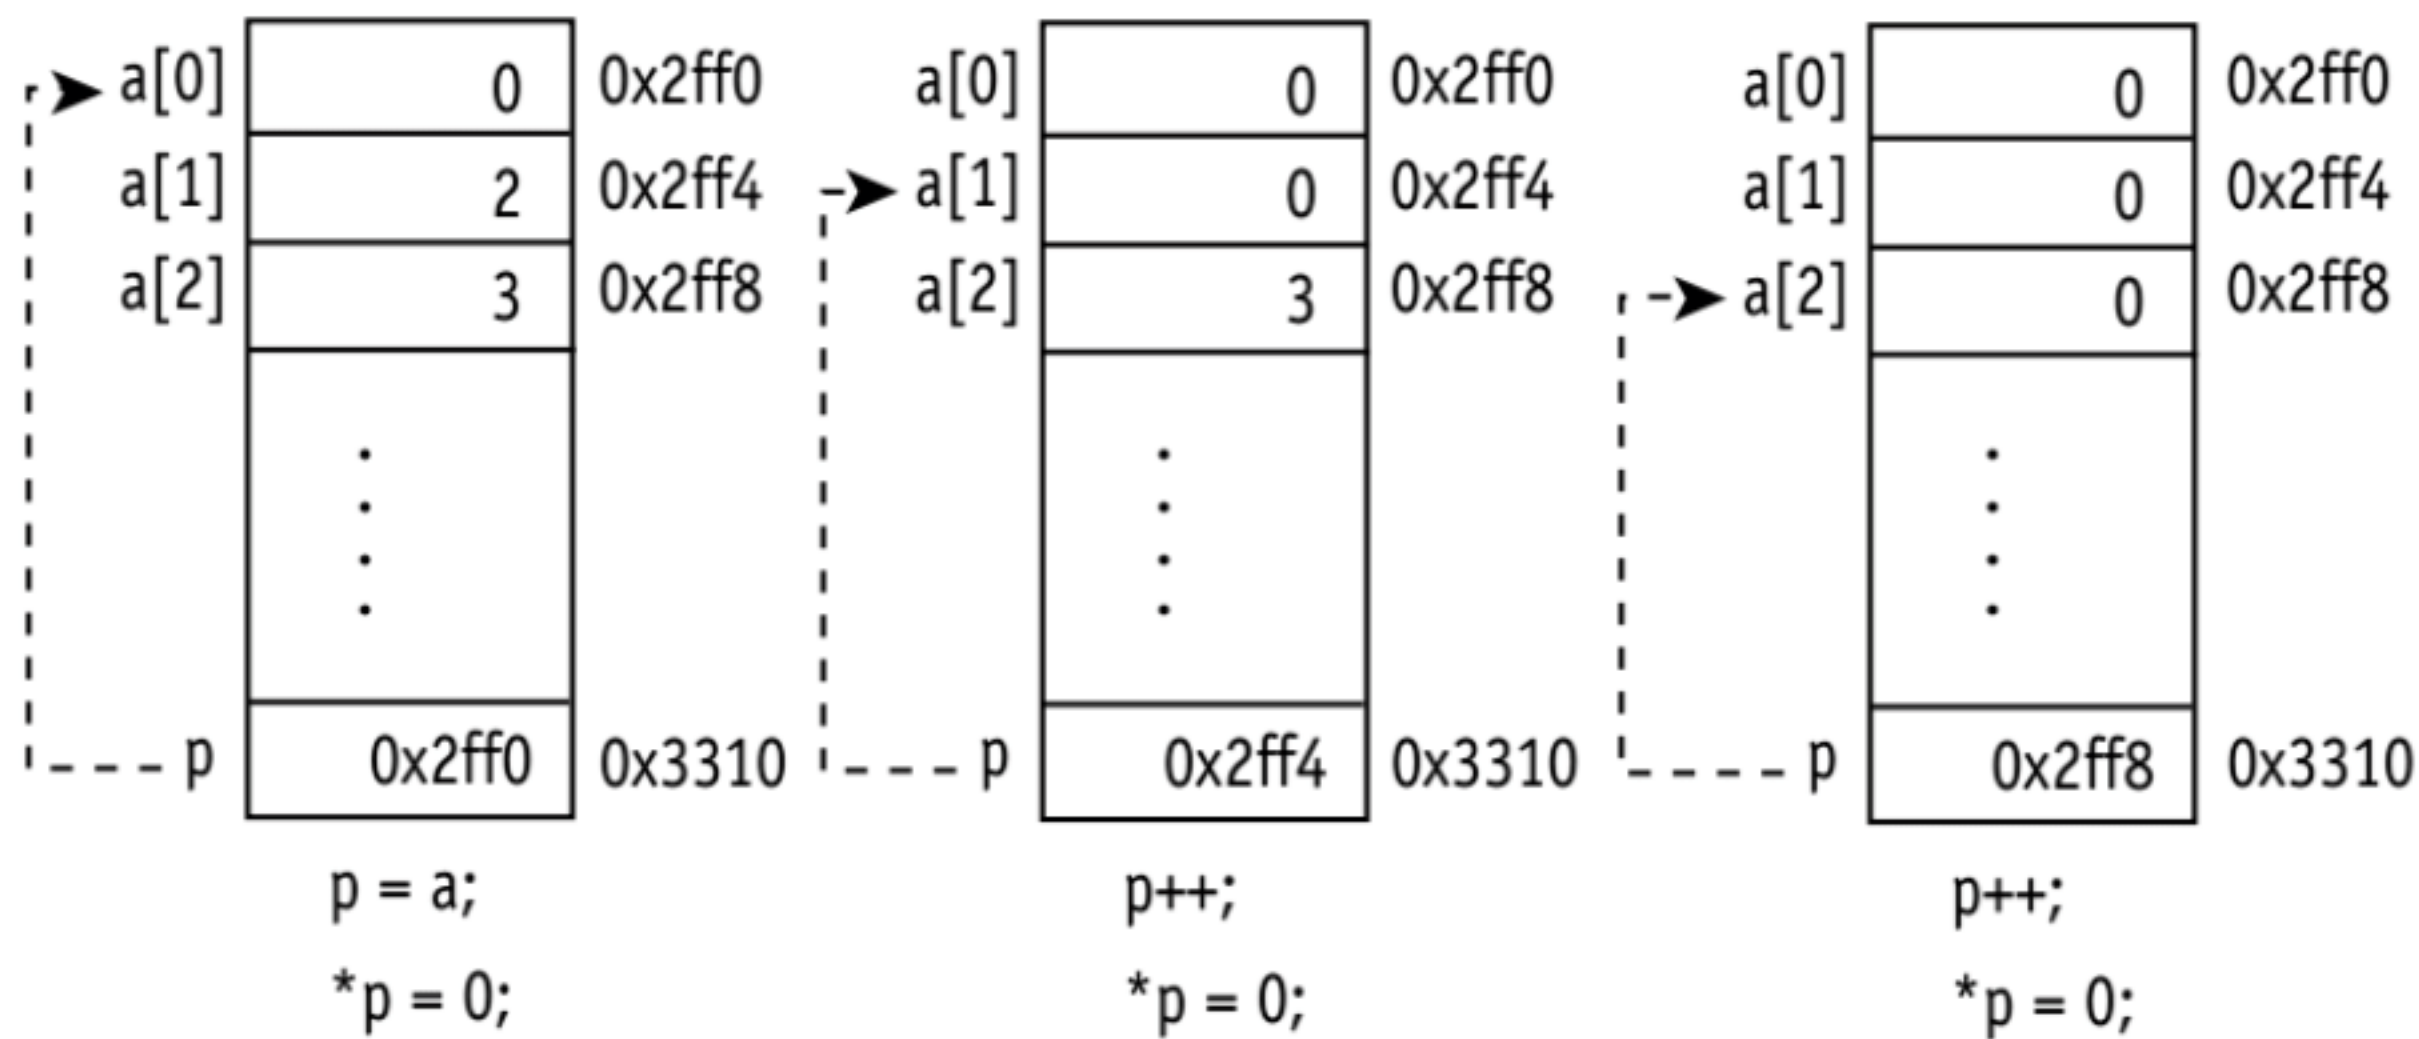 a[0] 0 0x2ff0 a[0] 0 0x2ff0 a[0] 0 0x2ff0
a[1] 2 0x2ff4 a[1] 0 0x2ff4 a[1] 0 0x2ff4
a[2] 3 0x2ff8 a[2] 3 0x2ff8 a[2] 0 0x2ff8
p 0x2ff0 0x3310 p 0x2ff4 0x3310 p 0x2ff8 0x3310
p = a; p++; p++;
*p = 0; *p = 0; *p = 0;